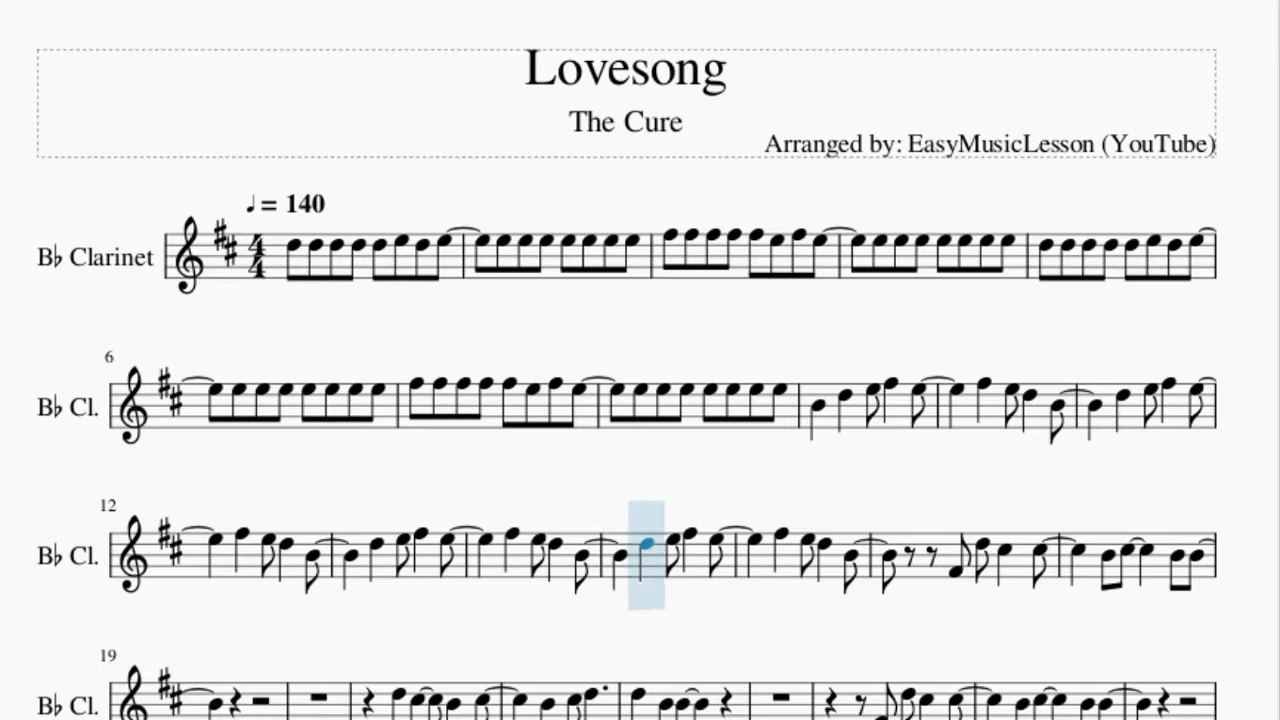 Lovesong
The Cure
Arranged by: EasyMusicLesson (YouTube)
♩ = 140
B♭ Clarinet
4
4
6
B♭ Cl.
12
B♭ Cl.
19
B♭ Cl.